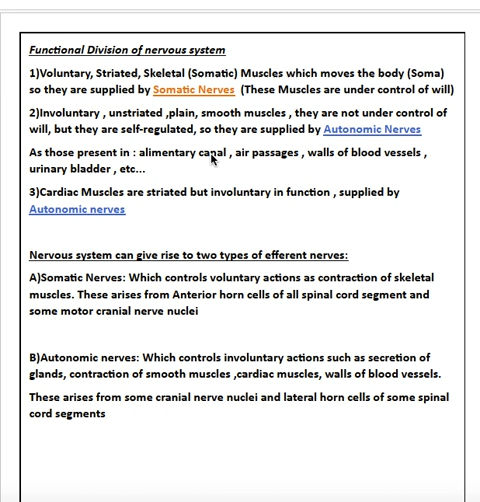 Functional Division of nervous system
1)Voluntary, Striated, Skeletal (Somatic) Muscles which moves the body (Soma)
so they are supplied by Somatic Nerves (These Muscles are under control of will)
2)Involuntary , unstriated ,plain, smooth muscles , they are not under control of
will, but they are self-regulated, so they are supplied by Autonomic Nerves
As those present in : alimentary canal , air passages , walls of blood vessels ,
urinary bladder , etc...
3)Cardiac Muscles are striated but involuntary in function , supplied by
Autonomic nerves
Nervous system can give rise to two types of efferent nerves:
A)Somatic Nerves: Which controls voluntary actions as contraction of skeletal
muscles. These arises from Anterior horn cells of all spinal cord segment and
some motor cranial nerve nuclei
B)Autonomic nerves: Which controls involuntary actions such as secretion of
glands, contraction of smooth muscles ,cardiac muscles, walls of blood vessels.
These arises from some cranial nerve nuclei and lateral horn cells of some spinal
cord segments